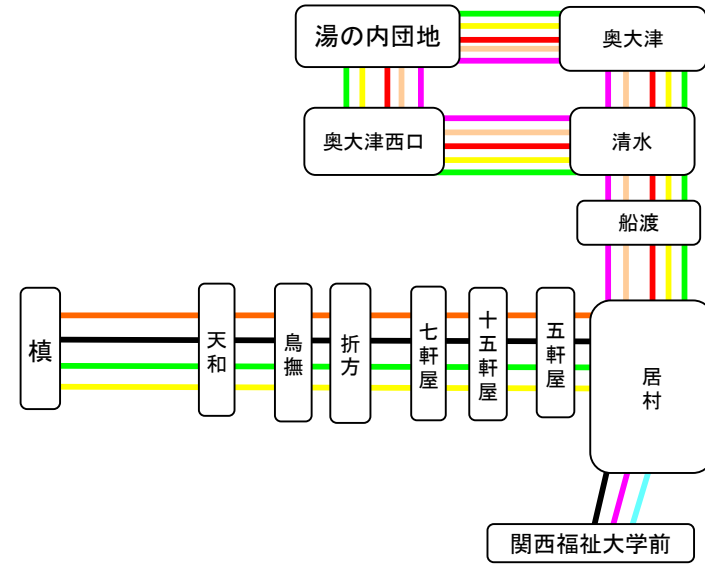 湯の内団地
奥大津
奥大津西口
清水
船渡
槙
天和
鳥撫
折方
七軒屋
十五軒屋
五軒屋
居村
関西福祉大学前